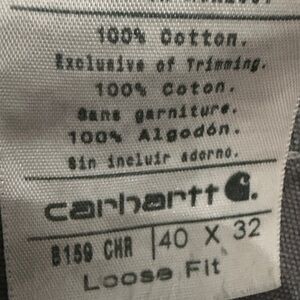 100% Cotton.
Exclusive of Trimming.
100% Coton.
Sans garniture.
100% Algodón.
Sin incluir adorno.
carhartt
B159 CHR 40 X 32
Loose Fit